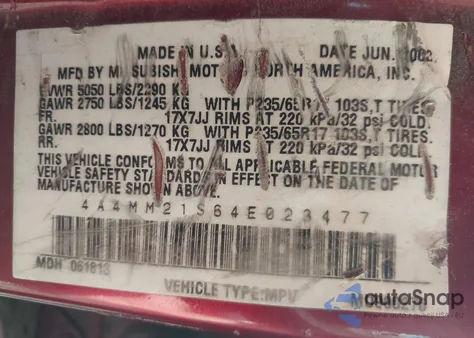 MADE IN U.S. DATE JUN. 2002
MFD BY MITSUBISHI MOTORS NORTH AMERICA, INC.
GVWR 5050 LBS/2290 KG
GAWR 2750 LBS/1245 KG WITH P235/65R17 103S,T TIRES
FR. 17X7JJ RIMS AT 220 kPa/32 psi COLD.
GAWR 2800 LBS/1270 KG WITH P235/65R17 103S,T TIRES.
RR. 17X7JJ RIMS AT 220 kPa/32 psi COLD
THIS VEHICLE CONFORMS TO ALL APPLICABLE FEDERAL MOTOR
VEHICLE SAFETY STANDARDS IN EFFECT ON THE DATE OF
MANUFACTURE SHOWN ABOVE.
4A4MM21S64E023477
MDH 061813
VEHICLE TYPE:MPV
autoSnap